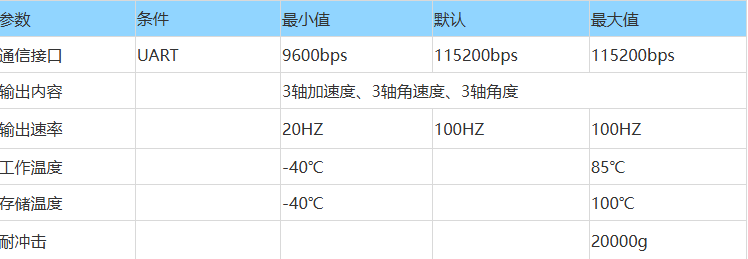 参数 条件 最小值 默认 最大值
通信接口 UART 9600bps 115200bps 115200bps
输出内容 3轴加速度、3轴角速度、3轴角度
输出速率 20HZ 100HZ 100HZ
工作温度 -40℃ 85℃
存储温度 -40℃ 100℃
耐冲击 20000g